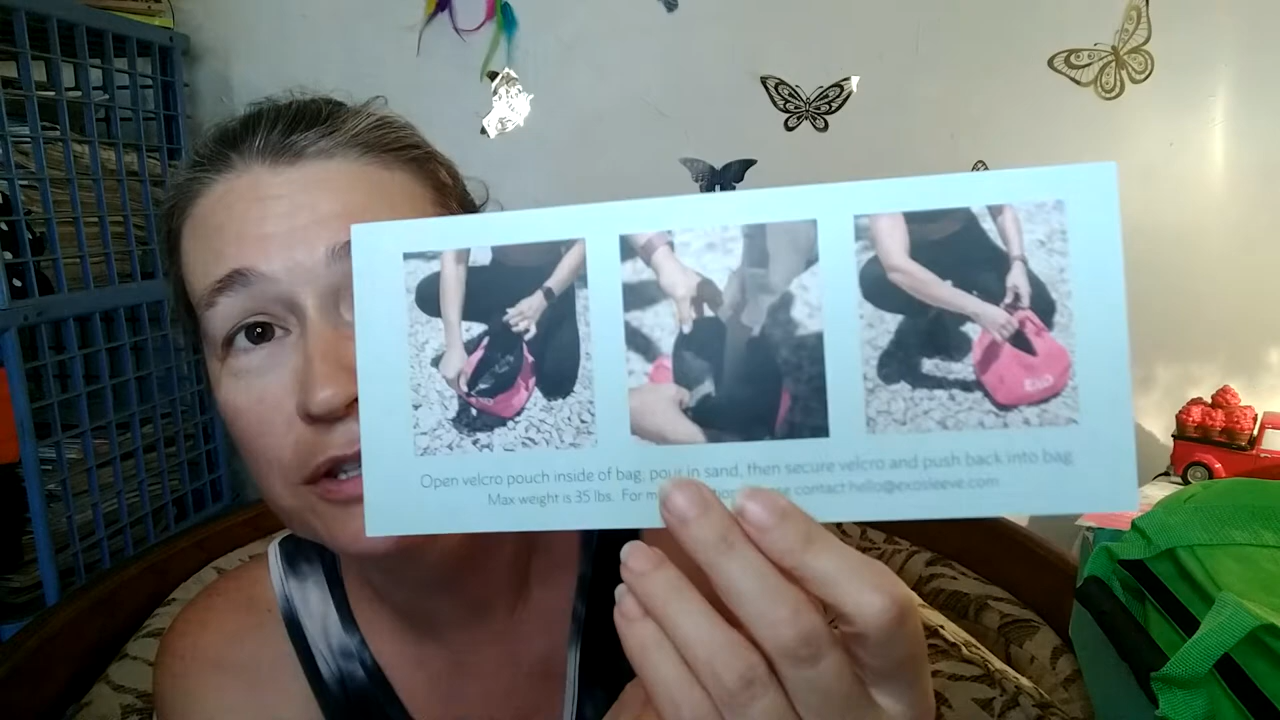 EXO
Open velcro pouch inside of bag, pour in sand, then secure velcro and push back into bag
Max weight is 35 lbs. For contact hello@exosleeve.com